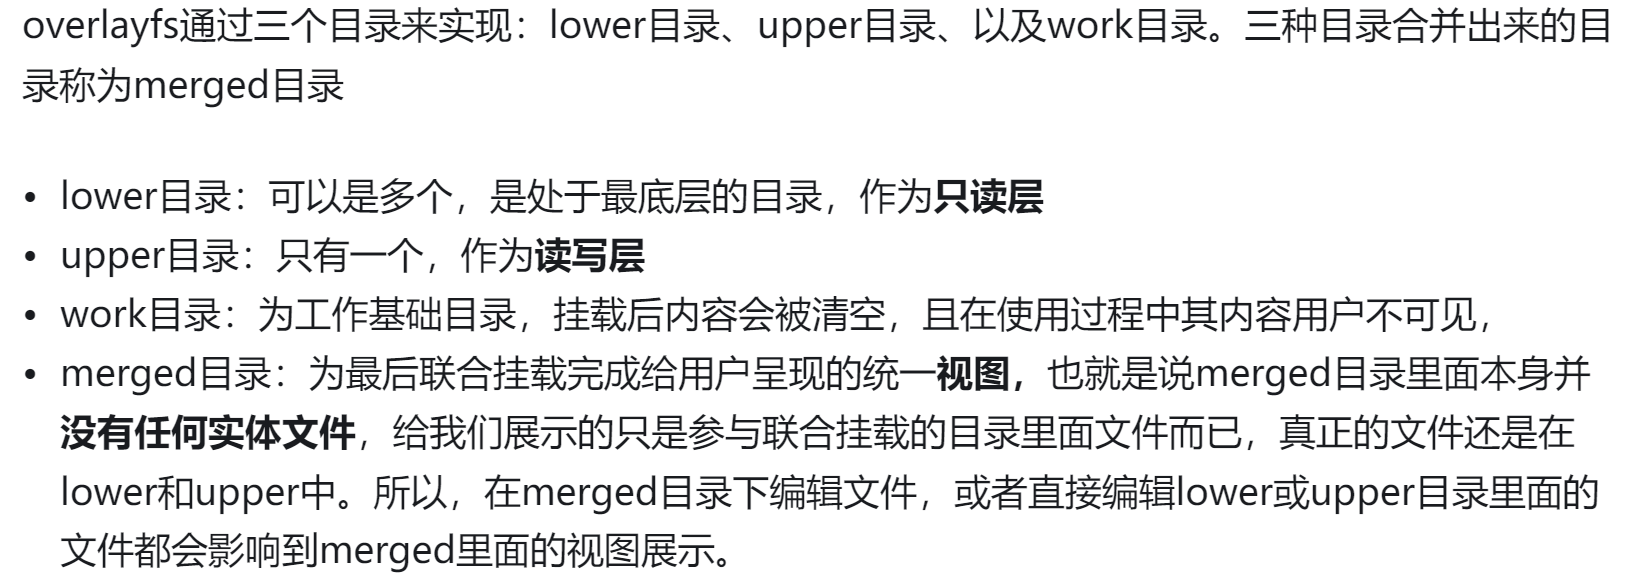 overlayfs通过三个目录来实现：lower目录、upper目录、以及work目录。三种目录合并出来的目
录称为merged目录
• lower目录：可以是多个，是处于最底层的目录，作为只读层
• upper目录：只有一个，作为读写层
• work目录：为工作基础目录，挂载后内容会被清空，且在使用过程中其内容用户不可见，
• merged目录：为最后联合挂载完成给用户呈现的统一视图，也就是说merged目录里面本身并
没有任何实体文件，给我们展示的只是参与联合挂载的目录里面文件而已，真正的文件还是在
lower和upper中。所以，在merged目录下编辑文件，或者直接编辑lower或upper目录里面的
文件都会影响到merged里面的视图展示。